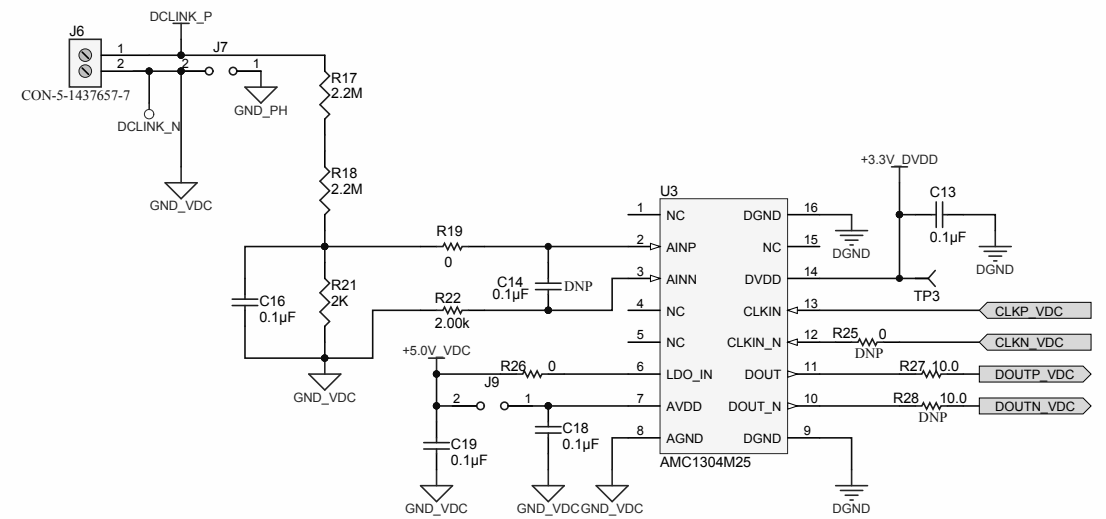 DCLINK_P
J6
1
J7
2
2
1
CON-5-1437657-7
GND_PH
DCLINK_N
GND_VDC
R17
2.2M
R18
2.2M
R19
0
C16
0.1µF
R21
2K
R22
2.00k
C14
0.1µF
DNP
GND_VDC
+5.0V_VDC
R26
0
J9
2
1
C19
0.1µF
C18
0.1µF
GND_VDC
GND_VDC
GND_VDC
U3
1
NC
DGND
16
2
AINP
NC
15
3
AINN
DVDD
14
4
NC
CLKIN
13
5
NC
CLKIN_N
12
6
LDO_IN
DOUT
11
7
AVDD
DOUT_N
10
8
AGND
DGND
9
AMC1304M25
+3.3V_DVDD
C13
0.1µF
DGND
DGND
TP3
CLKP_VDC
R25
0
DNP
CLKN_VDC
R27
10.0
DOUTP_VDC
R28
10.0
DNP
DOUTN_VDC
DGND